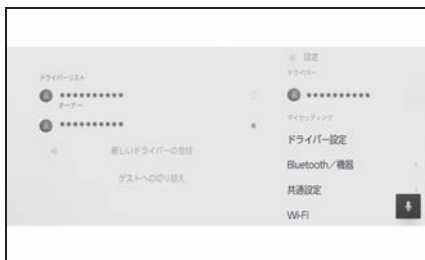 ドライバーリスト
**********
オーナー
**********
新しいドライバーの登録
ゲストへの切り替え
設定
ドライバー
**********
マイセッティング
ドライバー設定
Bluetooth／機器
共通設定
Wi-Fi